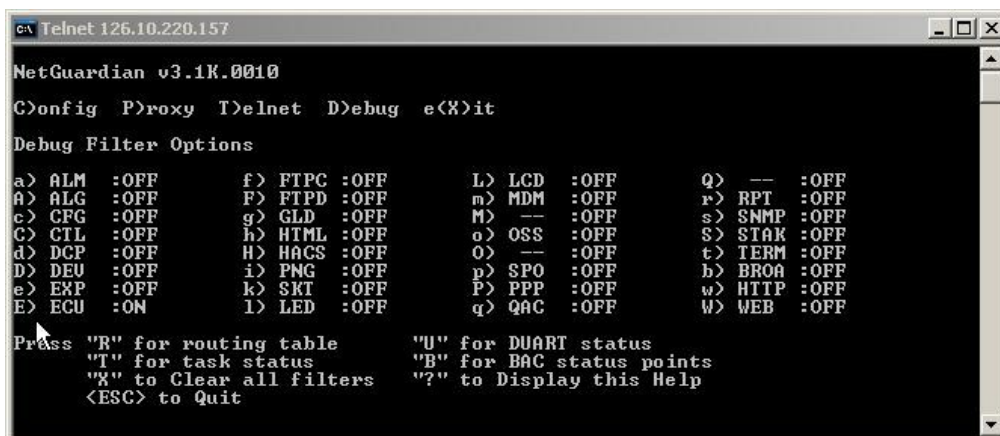 Telnet 126.10.220.157
NetGuardian v3.1K.0010
C>onfig P>roxy T>elnet D>ebug e<X>it
Debug Filter Options
a> ALM :OFF f> FTPC :OFF L> LCD :OFF Q> -- :OFF
A> ALG :OFF F> FTPD :OFF m> MDM :OFF r> RPT :OFF
c> CFG :OFF g> GLD :OFF M> -- :OFF s> SNMP :OFF
C> CTL :OFF h> HTML :OFF o> OSS :OFF S> STAK :OFF
d> DCP :OFF H> HACS :OFF O> -- :OFF t> TERM :OFF
D> DEV :OFF i> PNG :OFF p> SPO :OFF b> BROA :OFF
e> EXP :OFF k> SKT :OFF P> PPP :OFF w> HTTP :OFF
E> ECU :ON l> LED :OFF q> QAC :OFF W> WEB :OFF
Press "R" for routing table "U" for DUART status
"T" for task status "B" for BAC status points
"X" to Clear all filters "?" to Display this Help
<ESC> to Quit